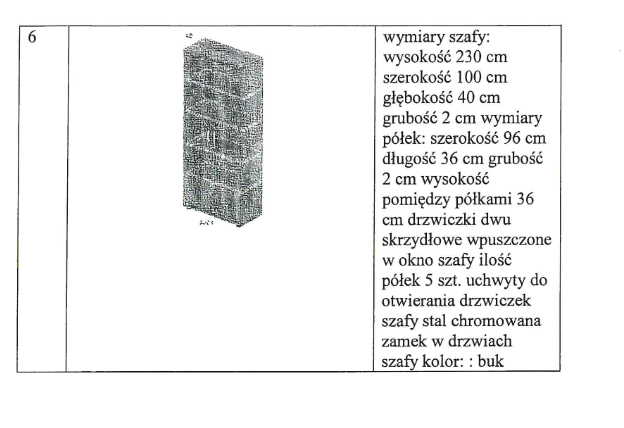 6
wymiary szafy:
wysokość 230 cm
szerokość 100 cm
głębokość 40 cm
grubość 2 cm wymiary
półek: szerokość 96 cm
długość 36 cm grubość
2 cm wysokość
pomiędzy półkami 36
cm drzwiczki dwu
skrzydłowe wpuszczone
w okno szafy ilość
półek 5 szt. uchwyty do
otwierania drzwiczek
szafy stal chromowana
zamek w drzwiach
szafy kolor: : buk